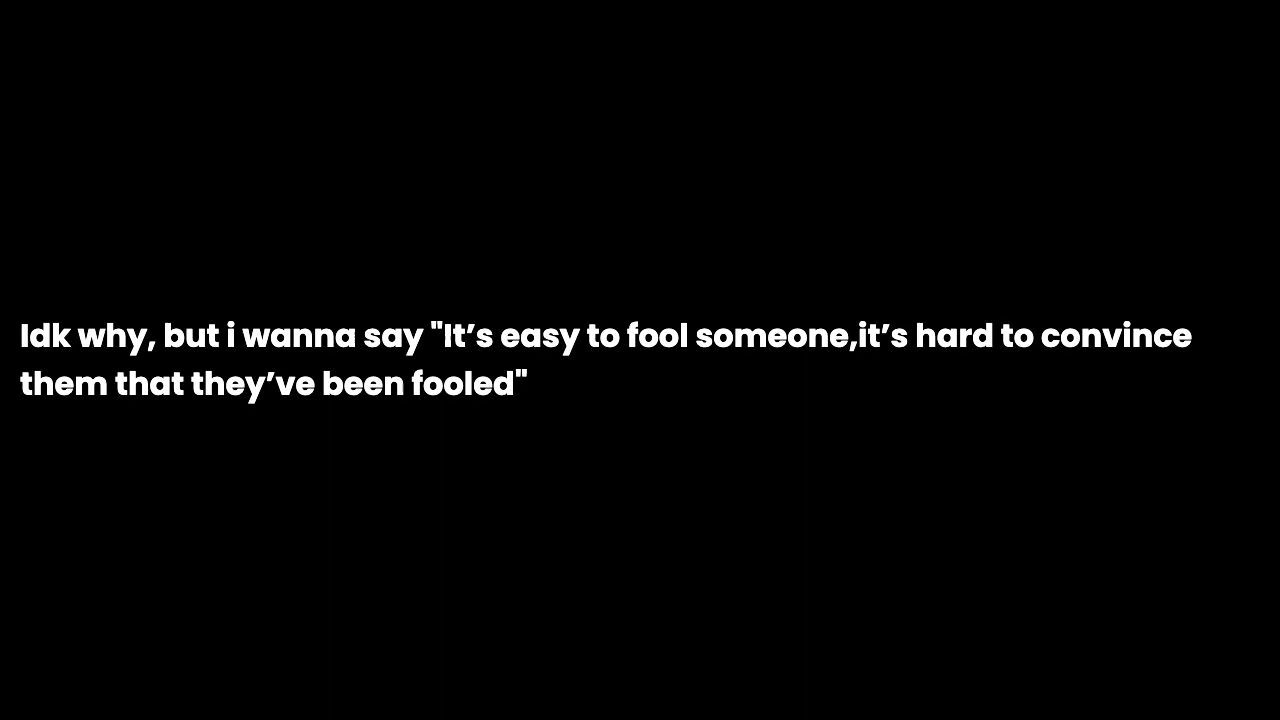 Idk why, but i wanna say "It’s easy to fool someone,it’s hard to convince
them that they’ve been fooled"